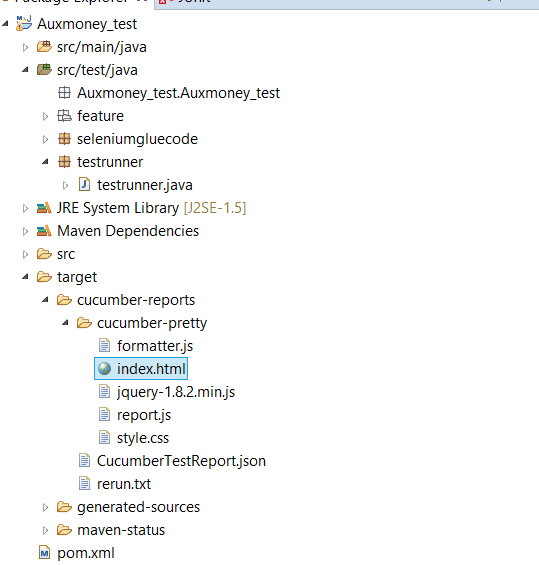 Package Explorer
JUnit
Auxmoney_test
src/main/java
src/test/java
Auxmoney_test.Auxmoney_test
feature
seleniumgluecode
testrunner
testrunner.java
JRE System Library [J2SE-1.5]
Maven Dependencies
src
target
cucumber-reports
cucumber-pretty
formatter.js
index.html
jquery-1.8.2.min.js
report.js
style.css
CucumberTestReport.json
rerun.txt
generated-sources
maven-status
pom.xml